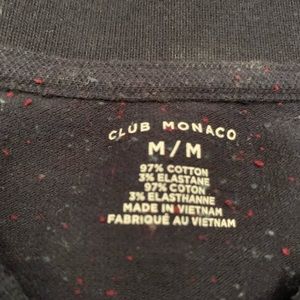 CLUB MONACO
M/M
97% COTTON
3% ELASTANE
97% COTON
3% ELASTHANNE
MADE IN VIETNAM
FABRIQUÉ AU VIETNAM